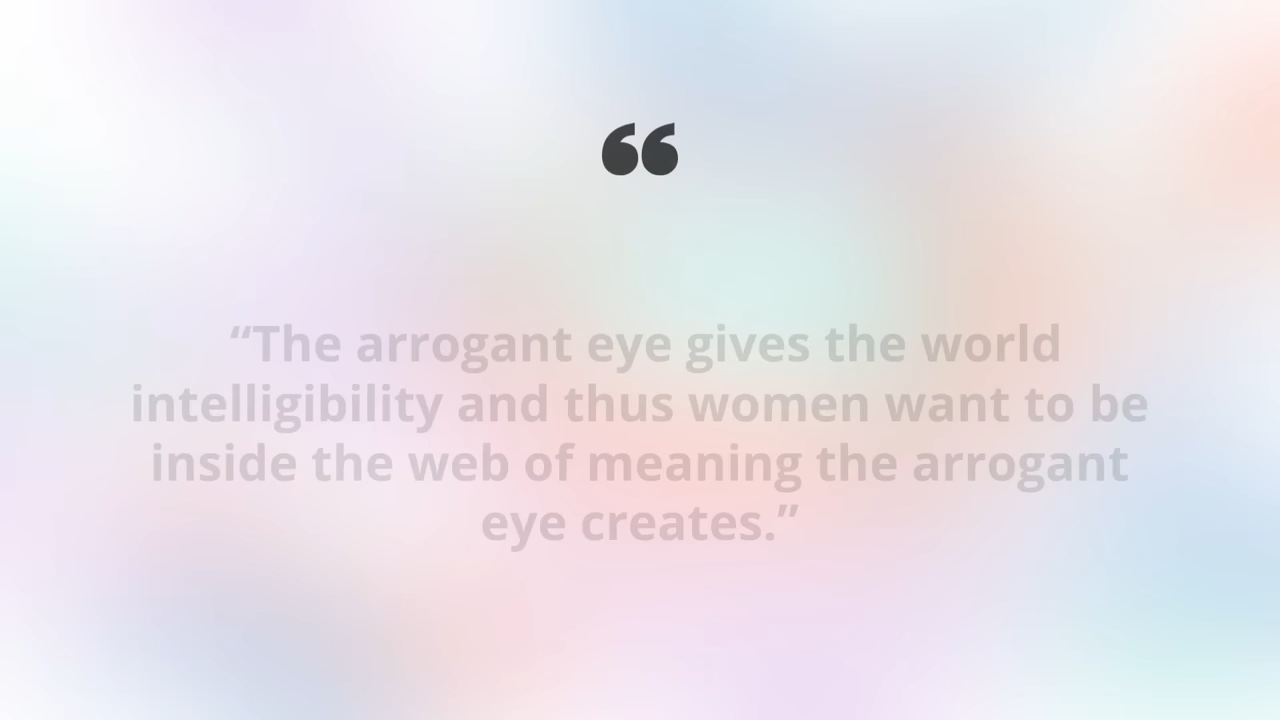 ❝
“The arrogant eye gives the world
intelligibility and thus women want to be
inside the web of meaning the arrogant
eye creates.”